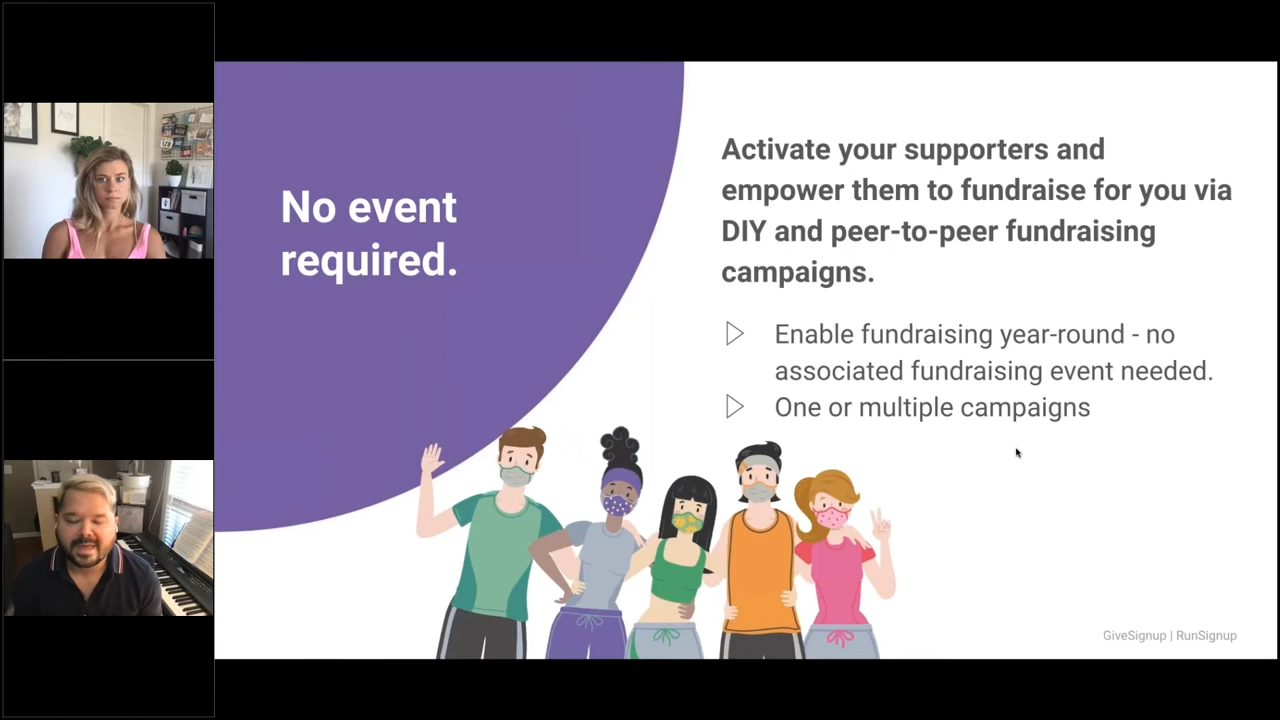 No event
required.
Activate your supporters and
empower them to fundraise for you via
DIY and peer-to-peer fundraising
campaigns.
Enable fundraising year-round - no
associated fundraising event needed.
One or multiple campaigns
GiveSignup | RunSignup